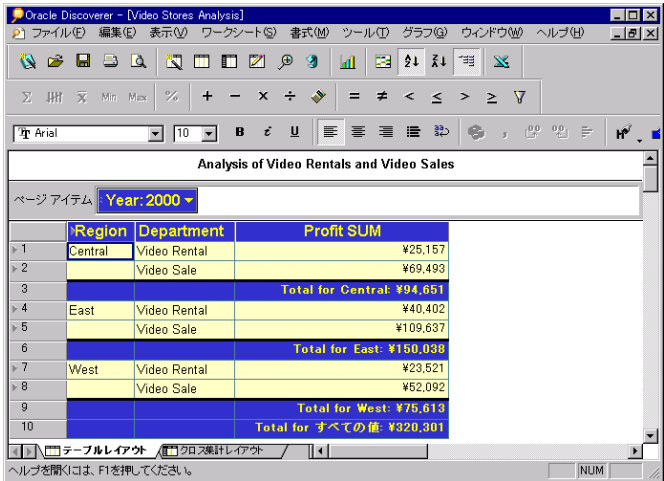 Oracle Discoverer - [Video Stores Analysis]
ファイル(F) 編集(E) 表示(V) ワークシート(S) 書式(M) ツール(T) グラフ(G) ウィンドウ(W) ヘルプ(H)
Σ x Min Max % + - × ÷ = ≠ < ≤ > ≥
Arial 10 B i U
Analysis of Video Rentals and Video Sales
ページ アイテム Year: 2000
Region Department Profit SUM
1 Central Video Rental ¥25,157
2 Video Sale ¥69,493
3 Total for Central: ¥94,651
4 East Video Rental ¥40,402
5 Video Sale ¥109,637
6 Total for East: ¥150,038
7 West Video Rental ¥23,521
8 Video Sale ¥52,092
9 Total for West: ¥75,613
10 Total for すべての値: ¥320,301
テーブルレイアウト クロス集計レイアウト
ヘルプを開くには、F1を押してください。 NUM